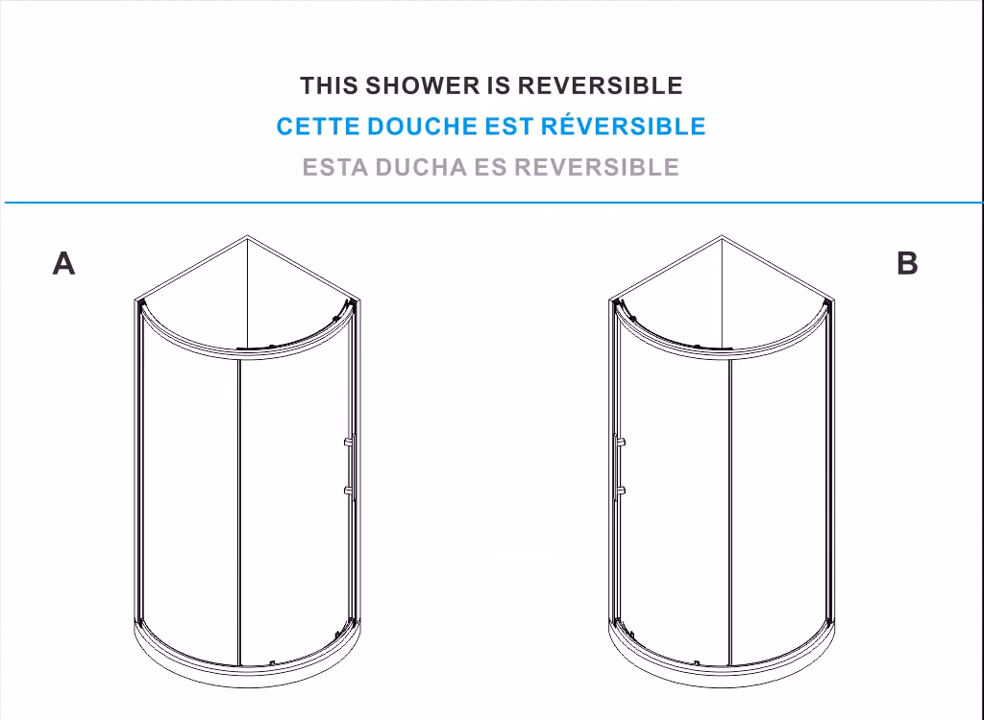 THIS SHOWER IS REVERSIBLE
CETTE DOUCHE EST RÉVERSIBLE
ESTA DUCHA ES REVERSIBLE
A
B